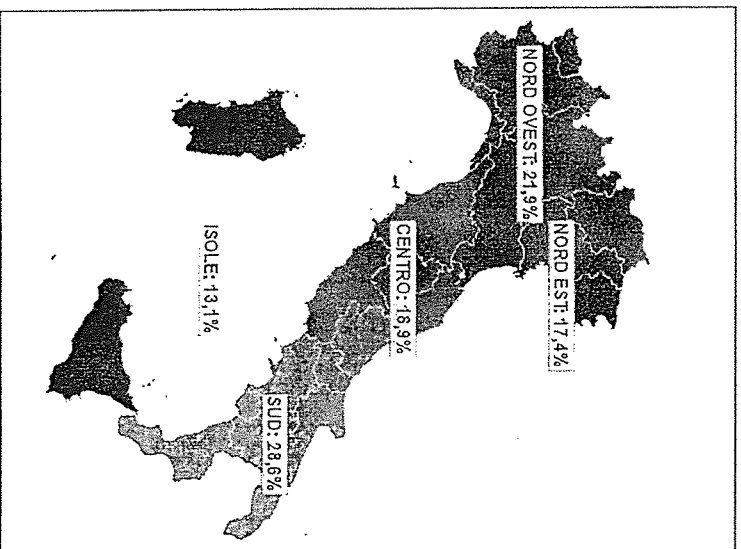 NORD OVEST: 21,9%
NORD EST: 17,4%
CENTRO: 18,9%
ISOLE: 13,1%
SUD: 28,6%